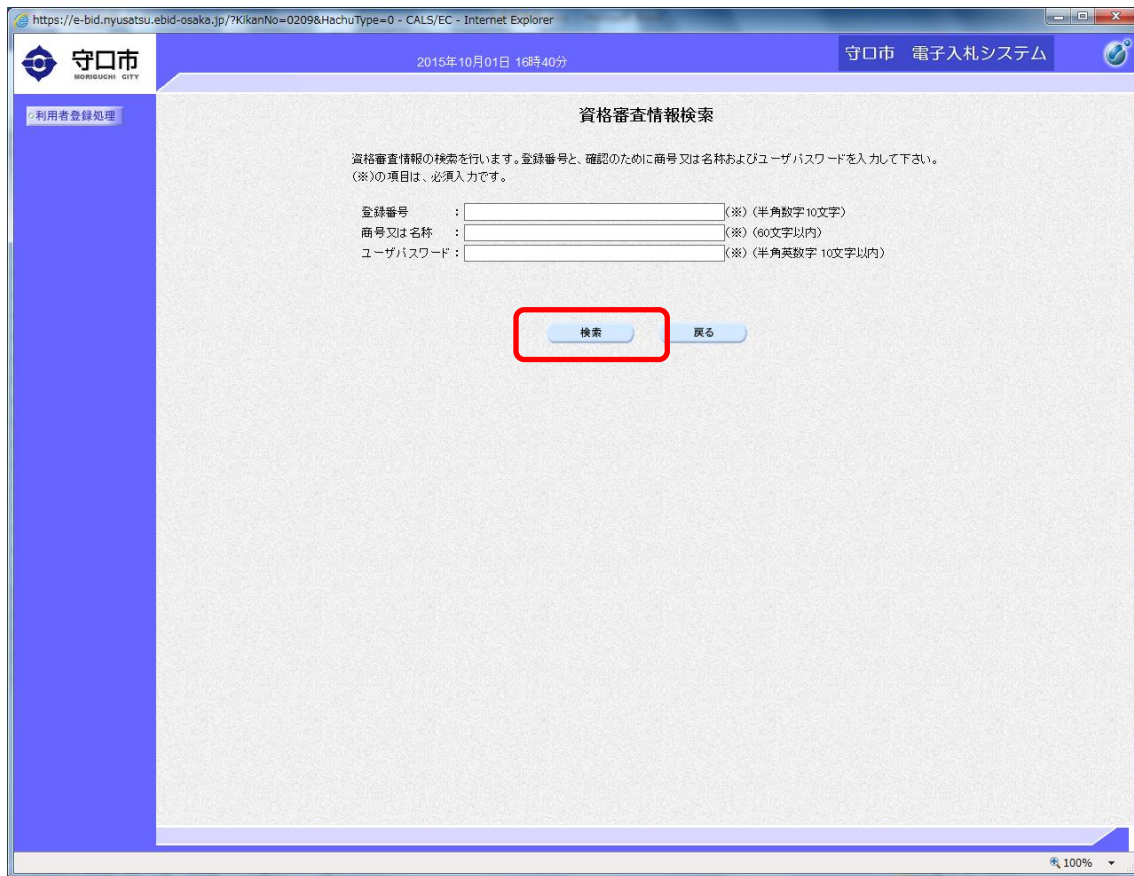 https://e-bid.nyusatsu.ebid-osaka.jp/?KikanNo=0209&HachuType=0 - CALS/EC - Internet Explorer
守口市
MORIGUCHI CITY
2015年10月01日 16時40分
守口市 電子入札システム
利用者登録処理
資格審査情報検索
資格審査情報の検索を行います。登録番号と、確認のために商号又は名称およびユーザパスワードを入力して下さい。
(※)の項目は、必須入力です。
登録番号 : (※) (半角数字10文字)
商号又は名称 : (※) (60文字以内)
ユーザパスワード : (※) (半角英数字 10文字以内)
検索 戻る
100%